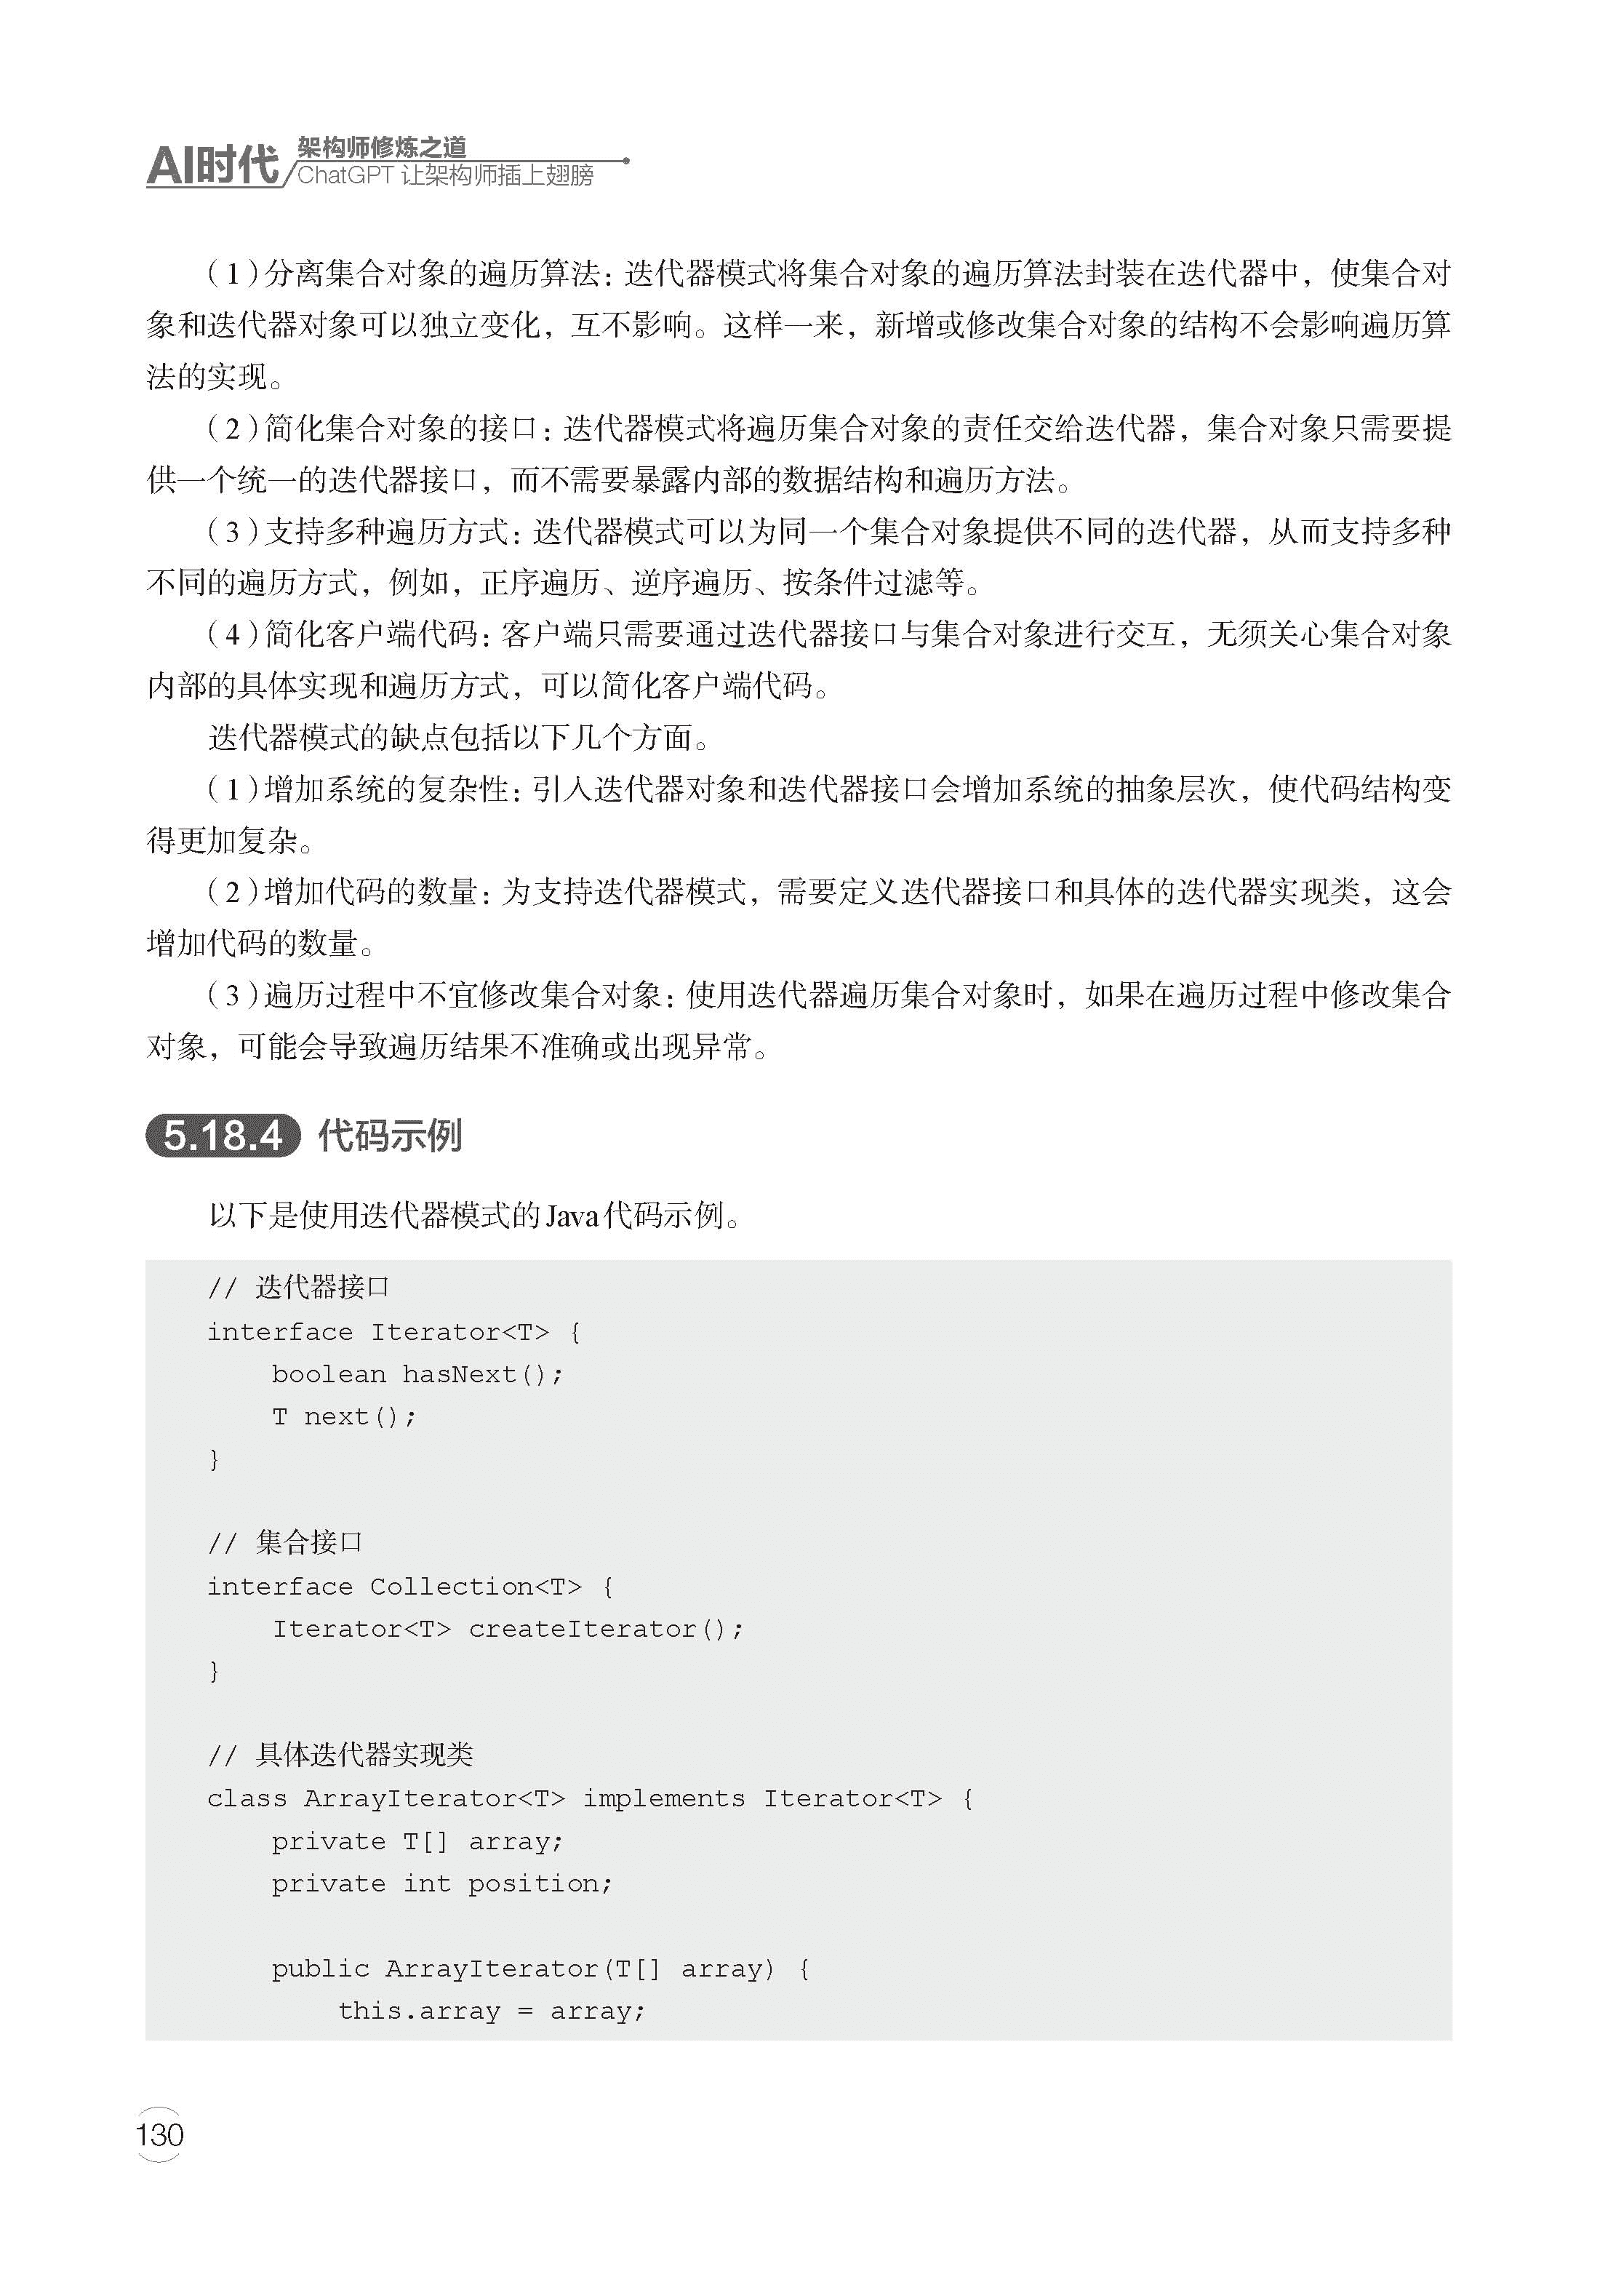 AI时代
架构师修炼之道
ChatGPT 让架构师插上翅膀
（1）分离集合对象的遍历算法：迭代器模式将集合对象的遍历算法封装在迭代器中，使集合对
象和迭代器对象可以独立变化，互不影响。这样一来，新增或修改集合对象的结构不会影响遍历算
法的实现。
（2）简化集合对象的接口：迭代器模式将遍历集合对象的责任交给迭代器，集合对象只需要提
供一个统一的迭代器接口，而不需要暴露内部的数据结构和遍历方法。
（3）支持多种遍历方式：迭代器模式可以为同一个集合对象提供不同的迭代器，从而支持多种
不同的遍历方式，例如，正序遍历、逆序遍历、按条件过滤等。
（4）简化客户端代码：客户端只需要通过迭代器接口与集合对象进行交互，无须关心集合对象
内部的具体实现和遍历方式，可以简化客户端代码。
迭代器模式的缺点包括以下几个方面。
（1）增加系统的复杂性：引入迭代器对象和迭代器接口会增加系统的抽象层次，使代码结构变
得更加复杂。
（2）增加代码的数量：为支持迭代器模式，需要定义迭代器接口和具体的迭代器实现类，这会
增加代码的数量。
（3）遍历过程中不宜修改集合对象：使用迭代器遍历集合对象时，如果在遍历过程中修改集合
对象，可能会导致遍历结果不准确或出现异常。
5.18.4 代码示例
以下是使用迭代器模式的Java代码示例。
// 迭代器接口
interface Iterator<T> {
    boolean hasNext();
    T next();
}
// 集合接口
interface Collection<T> {
    Iterator<T> createIterator();
}
// 具体迭代器实现类
class ArrayIterator<T> implements Iterator<T> {
    private T[] array;
    private int position;
    public ArrayIterator(T[] array) {
        this.array = array;
130